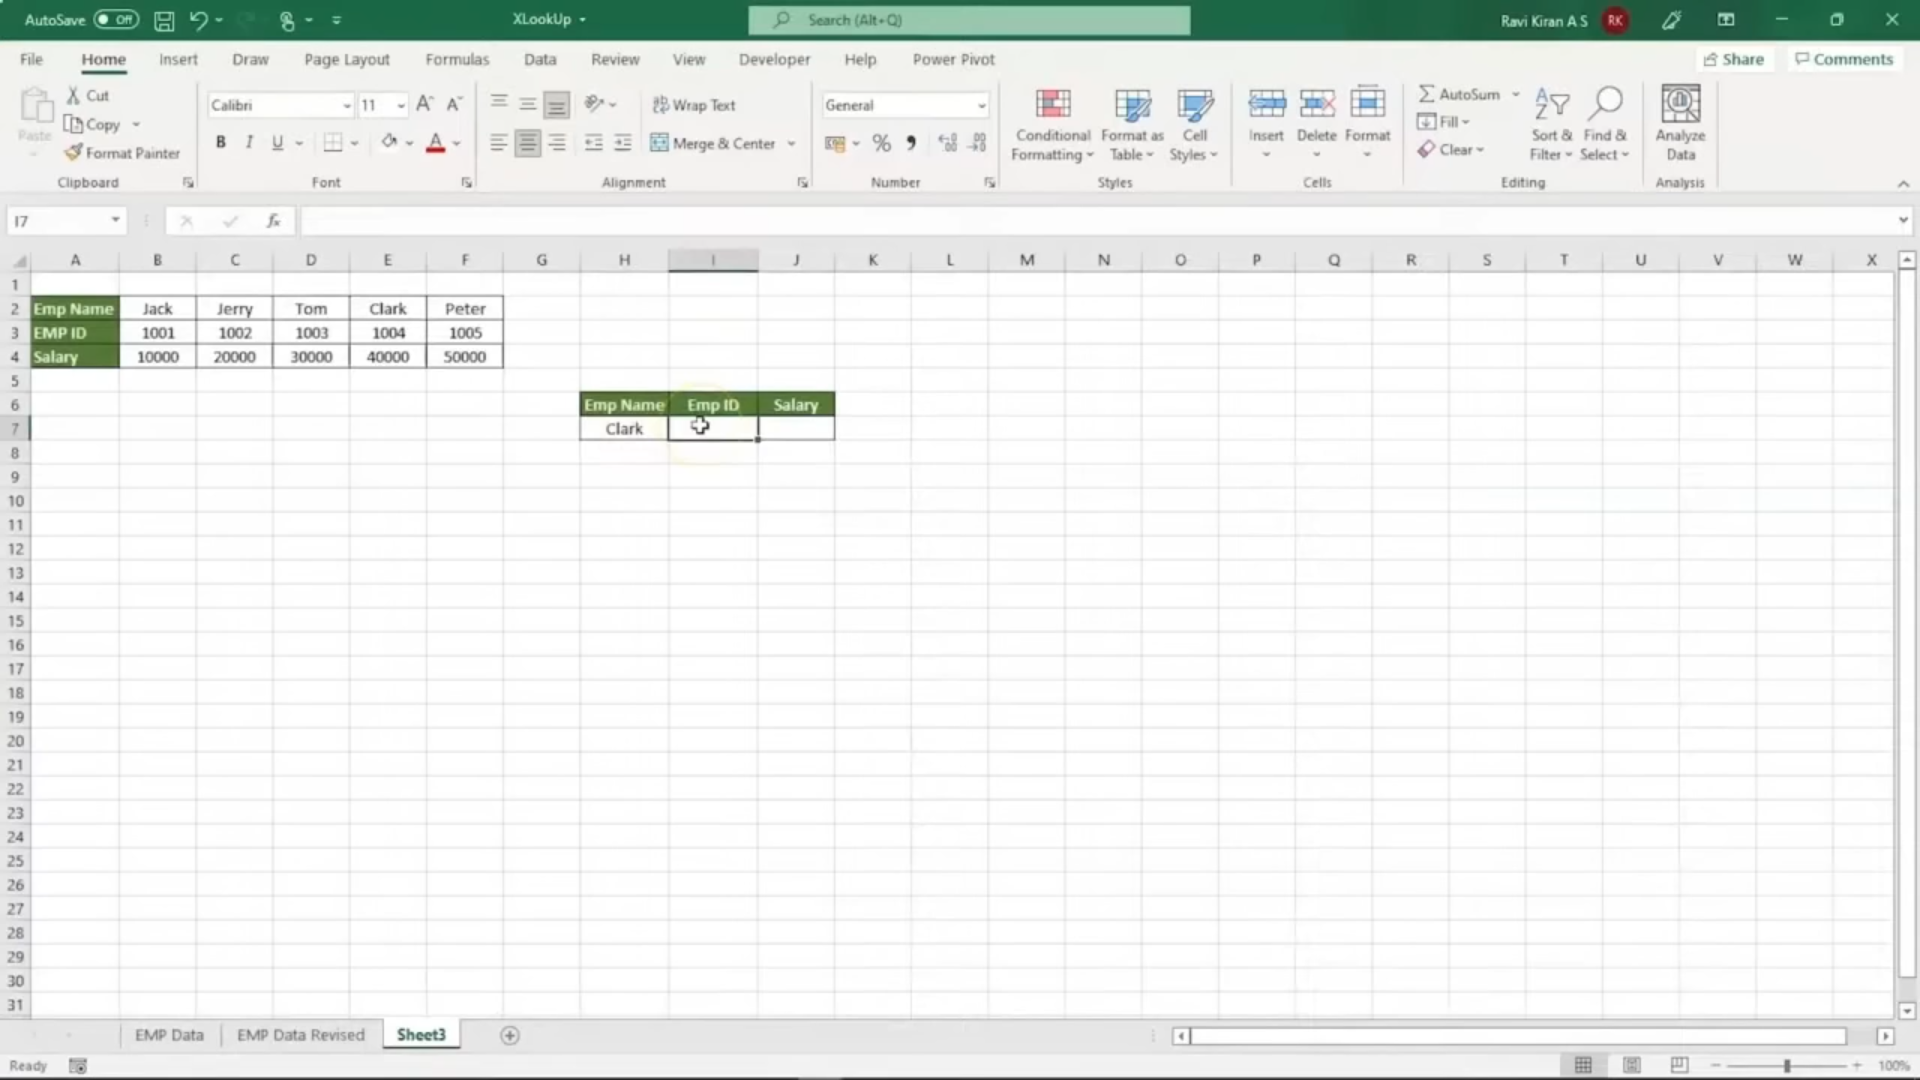 AutoSave Off XLookUp Search (Alt+Q) Ravi Kiran A S RK
File Home Insert Draw Page Layout Formulas Data Review View Developer Help Power Pivot Share Comments
Paste Cut Copy Format Painter
Clipboard
Calibri 11 A A
B I U A
Font
Wrap Text
Merge & Center
Alignment
General
%
Number
Conditional Formatting
Format as Table
Cell Styles
Styles
Insert Delete Format
Cells
AutoSum
Fill
Clear
Sort & Filter
Find & Select
Editing
Analyze Data
Analysis
I7 fx
A B C D E F G H I J K L M N O P Q R S T U V W X
1
2 Emp Name Jack Jerry Tom Clark Peter
3 EMP ID 1001 1002 1003 1004 1005
4 Salary 10000 20000 30000 40000 50000
5
6 Emp Name Emp ID Salary
7 Clark
8
9
10
11
12
13
14
15
16
17
18
19
20
21
22
23
24
25
26
27
28
29
30
31
EMP Data EMP Data Revised Sheet3
Ready 100%